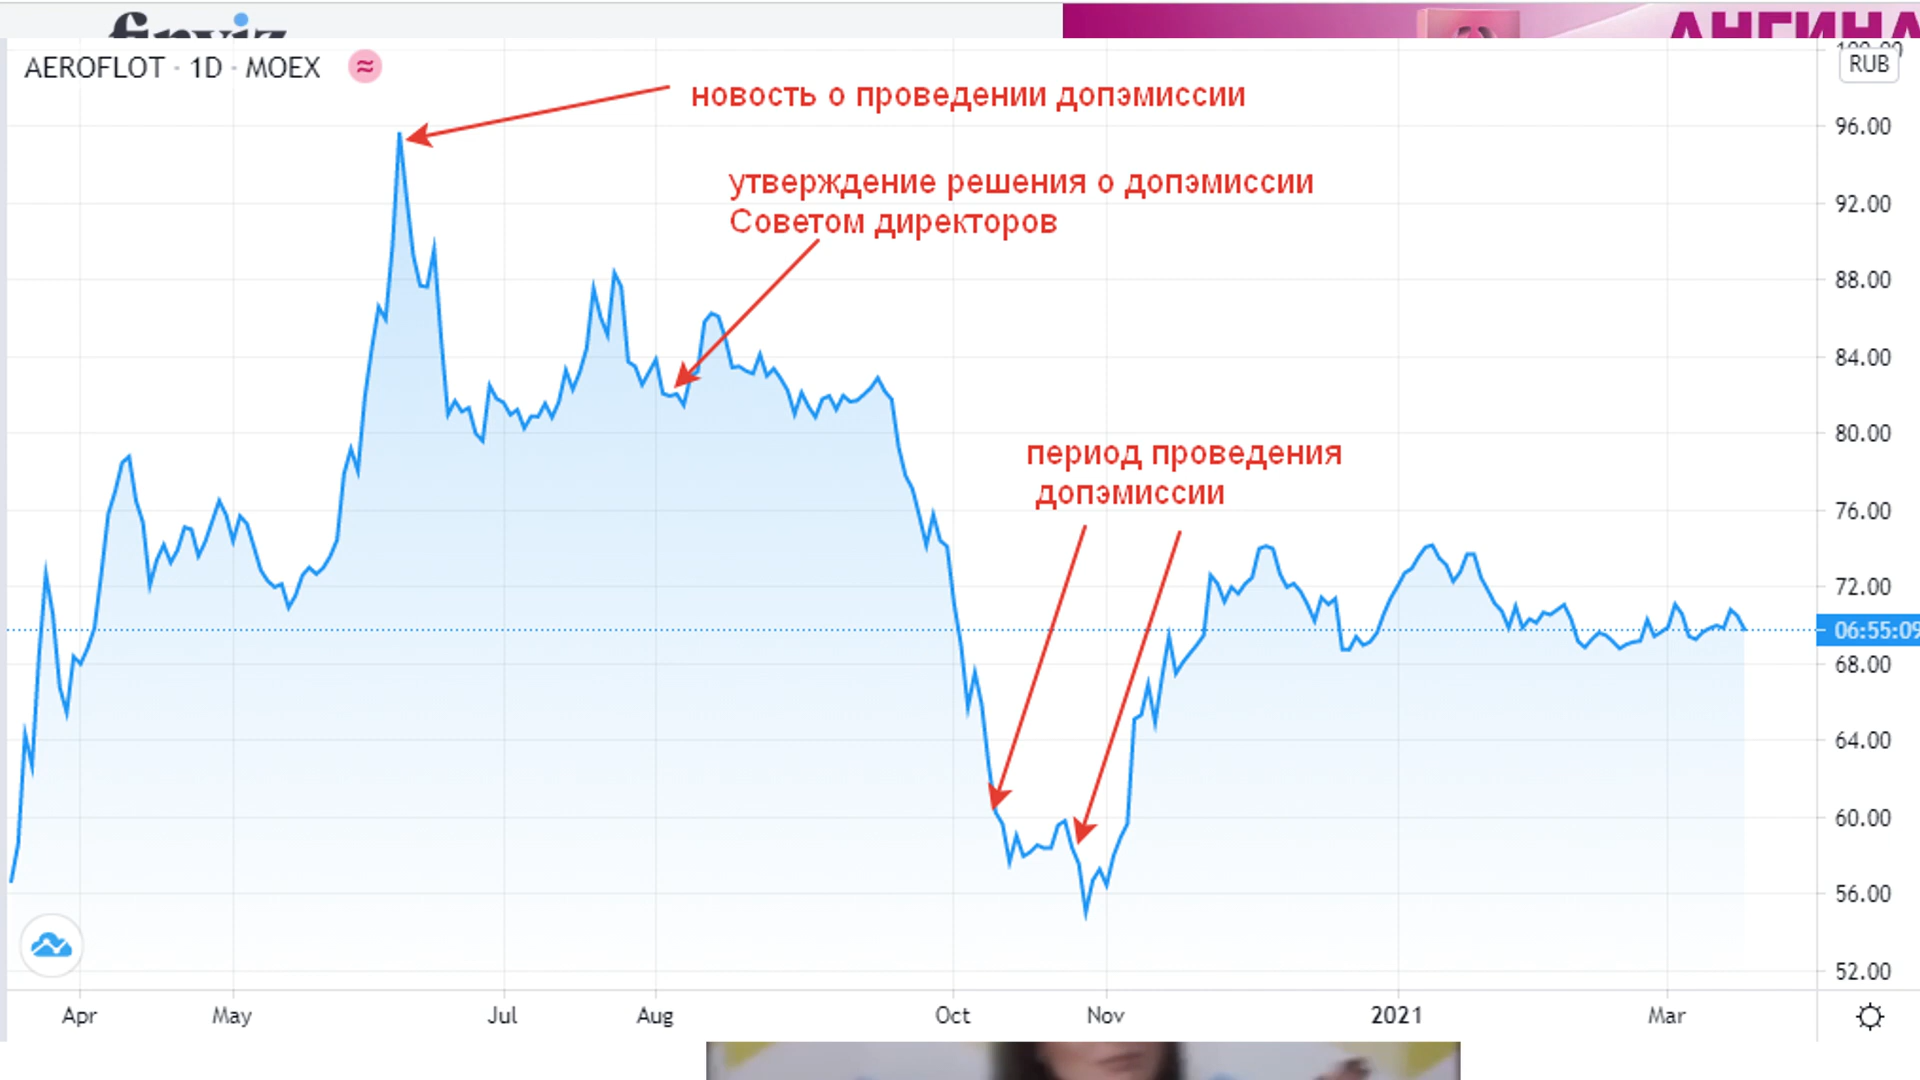 finviz
АНГИНА
AEROFLOT · 1D · MOEX
RUB
новость о проведении допэмиссии
96.00
утверждение решения о допэмиссии
Советом директоров
92.00
88.00
84.00
80.00
период проведения
допэмиссии
76.00
72.00
06:55:09
68.00
64.00
60.00
56.00
52.00
Apr May Jul Aug Oct Nov 2021 Mar